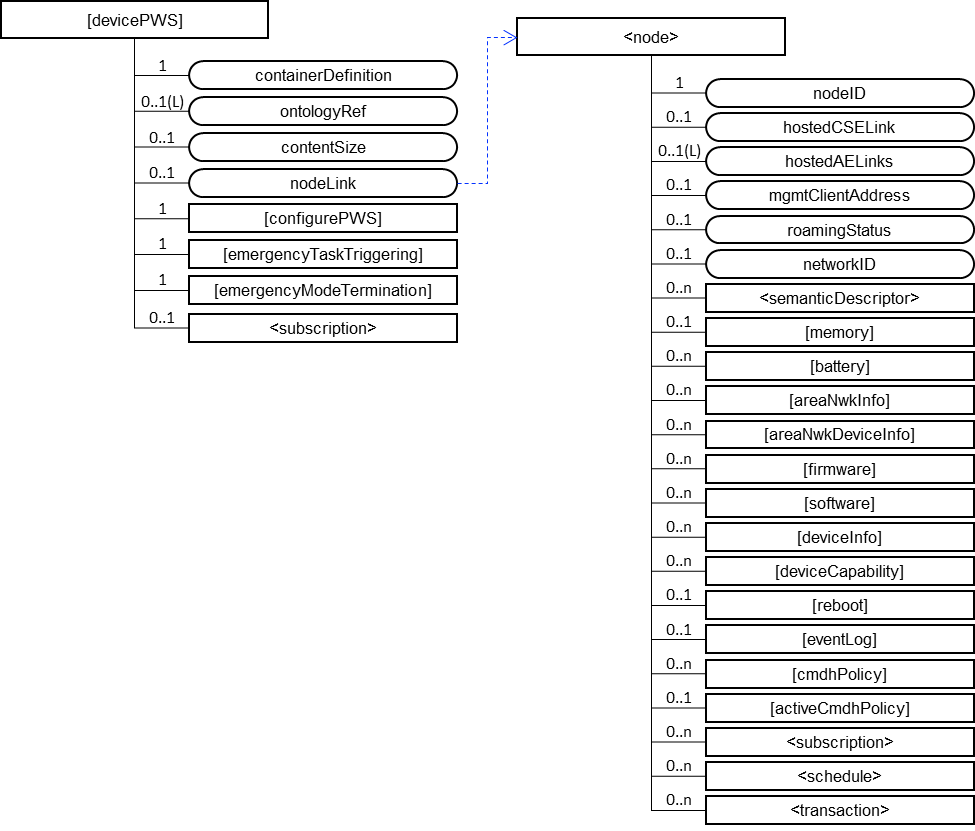 [devicePWS]
1
containerDefinition
0..1(L)
ontologyRef
0..1
contentSize
0..1
nodeLink
1
[configurePWS]
1
[emergencyTaskTriggering]
1
[emergencyModeTermination]
0..1
<subscription>
<node>
1
nodeID
0..1
hostedCSELink
0..1(L)
hostedAELinks
0..1
mgmtClientAddress
0..1
roamingStatus
0..1
networkID
0..n
<semanticDescriptor>
0..1
[memory]
0..n
[battery]
0..n
[areaNwkInfo]
0..n
[areaNwkDeviceInfo]
0..n
[firmware]
0..n
[software]
0..n
[deviceInfo]
0..n
[deviceCapability]
0..1
[reboot]
0..1
[eventLog]
0..n
[cmdhPolicy]
0..1
[activeCmdhPolicy]
0..n
<subscription>
0..n
<schedule>
0..n
<transaction>